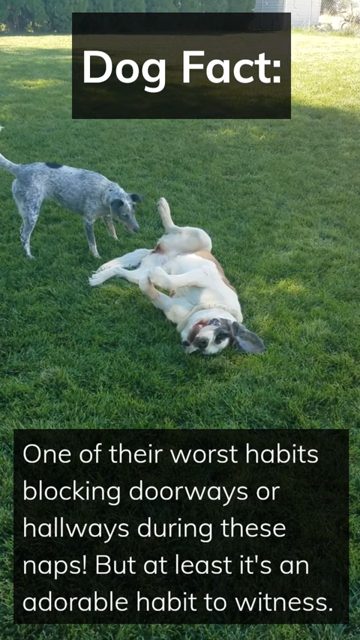 Dog Fact:
One of their worst habits
blocking doorways or
hallways during these
naps! But at least it's an
adorable habit to witness.